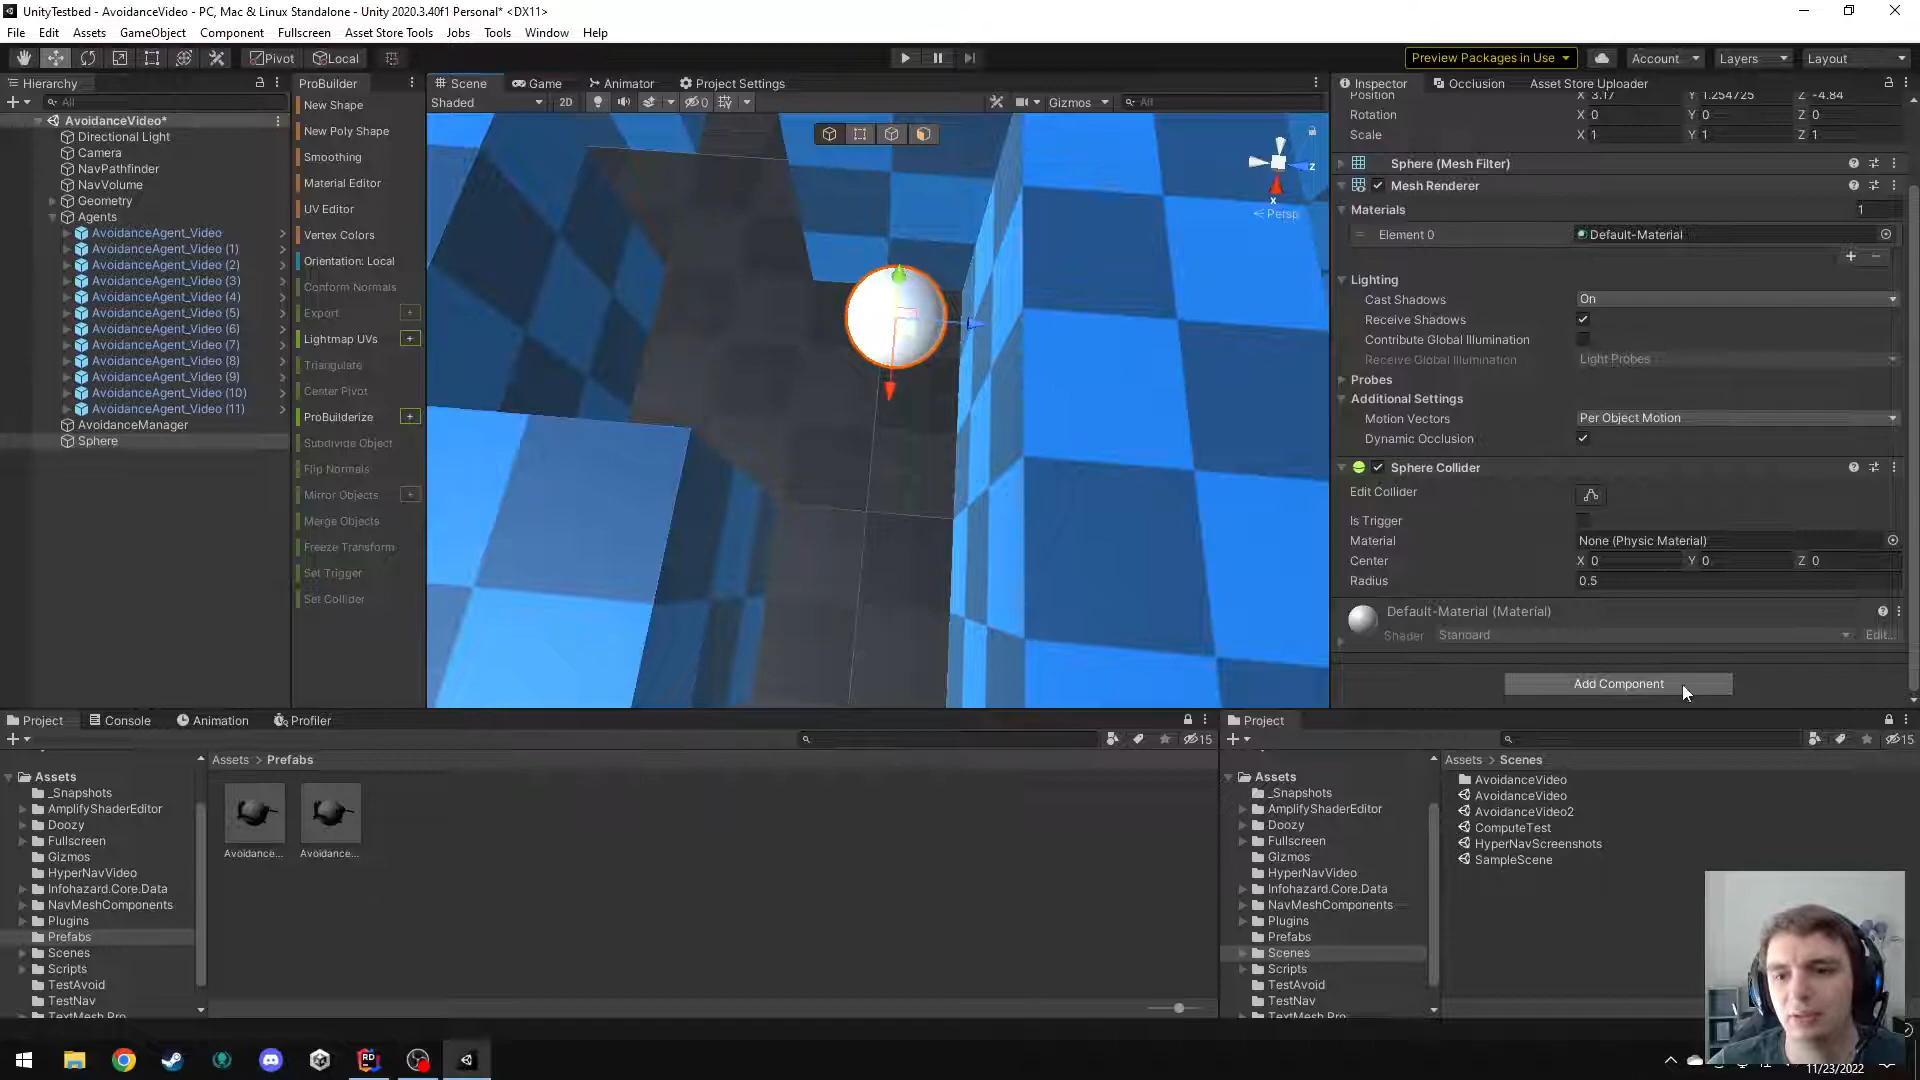 UnityTestbed - AvoidanceVideo - PC, Mac & Linux Standalone - Unity 2020.3.40f1 Personal* <DX11>
File Edit Assets GameObject Component Fullscreen Asset Store Tools Jobs Tools Window Help
Pivot Local Preview Packages in Use Account Layers Layout
Hierarchy ProBuilder Scene Game Animator Project Settings Inspector Occlusion Asset Store Uploader
All
AvoidanceVideo*
Directional Light
Camera
NavPathfinder
NavVolume
Geometry
Agents
AvoidanceAgent_Video
AvoidanceAgent_Video (1)
AvoidanceAgent_Video (2)
AvoidanceAgent_Video (3)
AvoidanceAgent_Video (4)
AvoidanceAgent_Video (5)
AvoidanceAgent_Video (6)
AvoidanceAgent_Video (7)
AvoidanceAgent_Video (8)
AvoidanceAgent_Video (9)
AvoidanceAgent_Video (10)
AvoidanceAgent_Video (11)
AvoidanceManager
Sphere
New Shape
New Poly Shape
Smoothing
Material Editor
UV Editor
Vertex Colors
Orientation: Local
Conform Normals
Export +
Lightmap UVs +
Triangulate
Center Pivot
ProBuilderize +
Subdivide Object
Flip Normals
Mirror Objects +
Merge Objects
Freeze Transform
Set Trigger
Set Collider
Shaded 2D 0 Gizmos All
z
x
< Persp
Position X 3.17 Y 1.254725 Z -4.84
Rotation X 0 Y 0 Z 0
Scale X 1 Y 1 Z 1
Sphere (Mesh Filter)
Mesh Renderer
Materials 1
Element 0 Default-Material
+ −
Lighting
Cast Shadows On
Receive Shadows
Contribute Global Illumination
Receive Global Illumination Light Probes
Probes
Additional Settings
Motion Vectors Per Object Motion
Dynamic Occlusion
Sphere Collider
Edit Collider
Is Trigger
Material None (Physic Material)
Center X 0 Y 0 Z 0
Radius 0.5
Default-Material (Material)
Shader Standard Edit...
Add Component
Project Console Animation Profiler
15
Assets
_Snapshots
AmplifyShaderEditor
Doozy
Fullscreen
Gizmos
HyperNavVideo
Infohazard.Core.Data
NavMeshComponents
Plugins
Prefabs
Scenes
Scripts
TestAvoid
TestNav
TextMesh Pro
Assets > Prefabs
Avoidance... Avoidance...
Project
15
Assets
_Snapshots
AmplifyShaderEditor
Doozy
Fullscreen
Gizmos
HyperNavVideo
Infohazard.Core.Data
NavMeshComponents
Plugins
Prefabs
Scenes
Scripts
TestAvoid
TestNav
TextMesh Pro
Assets > Scenes
AvoidanceVideo
AvoidanceVideo
AvoidanceVideo2
ComputeTest
HyperNavScreenshots
SampleScene
RD
11/23/2022